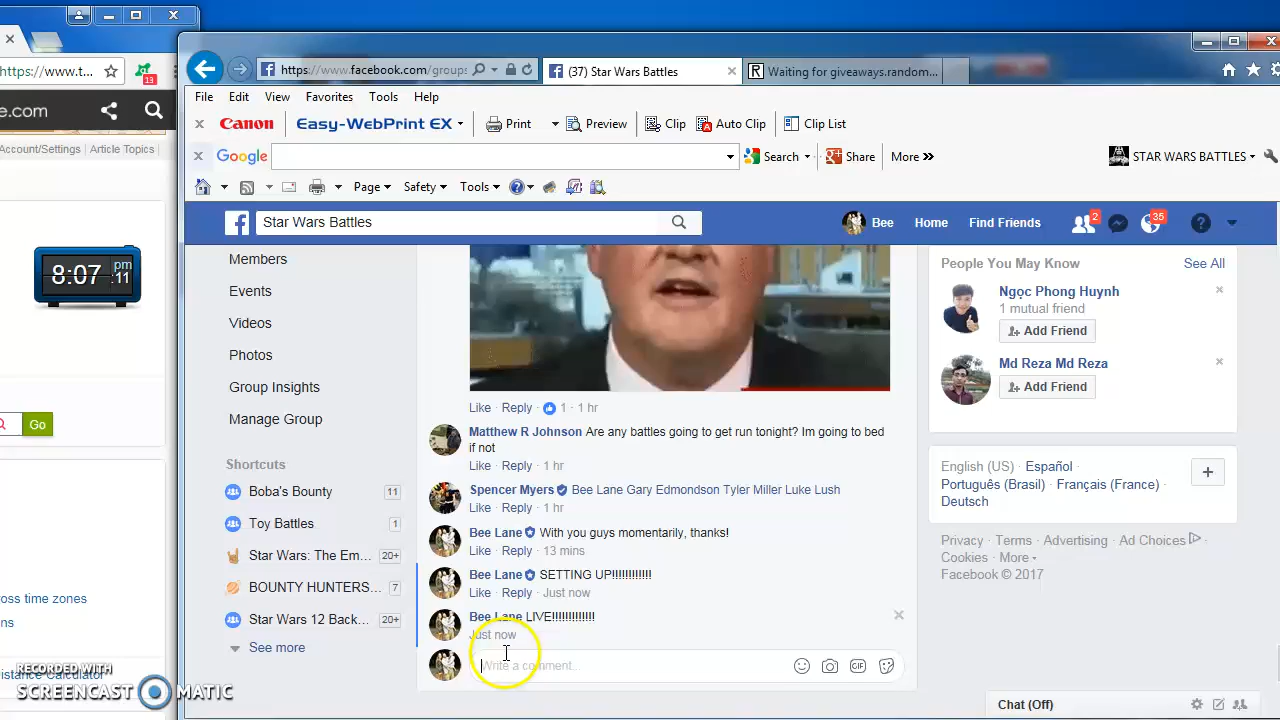 https://www.t...
13
e.com
Account/Settings | Article Topics |
8:07 pm :11
Go
ross time zones
ns
istance Calculator
RECORDED WITH
SCREENCAST MATIC
https://www.facebook.com/groups
(37) Star Wars Battles
R Waiting for giveaways.random...
File Edit View Favorites Tools Help
Canon Easy-WebPrint EX Print Preview Clip Auto Clip Clip List
Google Search Share More » STAR WARS BATTLES
Page Safety Tools
Star Wars Battles
Bee Home Find Friends 2 35
Members
Events
Videos
Photos
Group Insights
Manage Group
Shortcuts
Boba's Bounty 11
Toy Battles 1
Star Wars: The Em... 20+
BOUNTY HUNTERS... 7
Star Wars 12 Back... 20+
See more
Like · Reply · 1 · 1 hr
Matthew R Johnson Are any battles going to get run tonight? Im going to bed
if not
Like · Reply · 1 hr
Spencer Myers Bee Lane Gary Edmondson Tyler Miller Luke Lush
Like · Reply · 1 hr
Bee Lane With you guys momentarily, thanks!
Like · Reply · 13 mins
Bee Lane SETTING UP!!!!!!!!!!!!
Like · Reply · Just now
Bee Lane LIVE!!!!!!!!!!!!!
Just now
Write a comment...
GIF
People You May Know See All
Ngọc Phong Huynh
1 mutual friend
Add Friend
Md Reza Md Reza
Add Friend
English (US) · Español ·
Português (Brasil) · Français (France) ·
Deutsch
Privacy · Terms · Advertising · Ad Choices ·
Cookies · More
Facebook © 2017
Chat (Off)